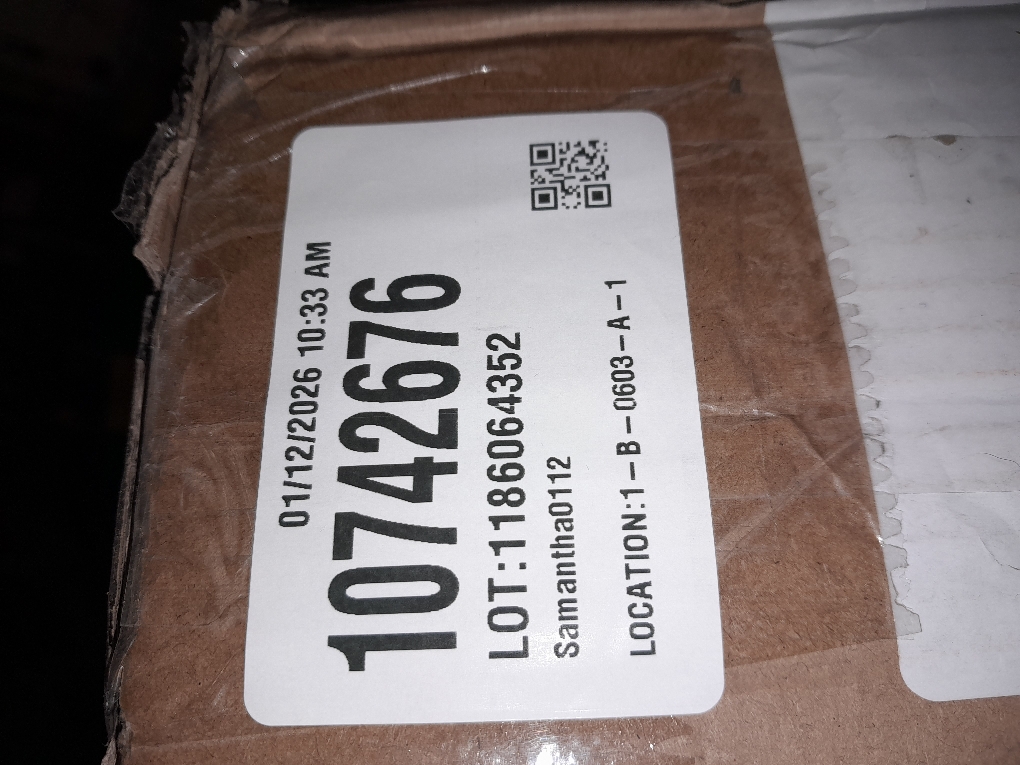 01/12/2026 10:33 AM
10742676
LOT:1186064352
Samantha0112
LOCATION:1-B-0603-A-1